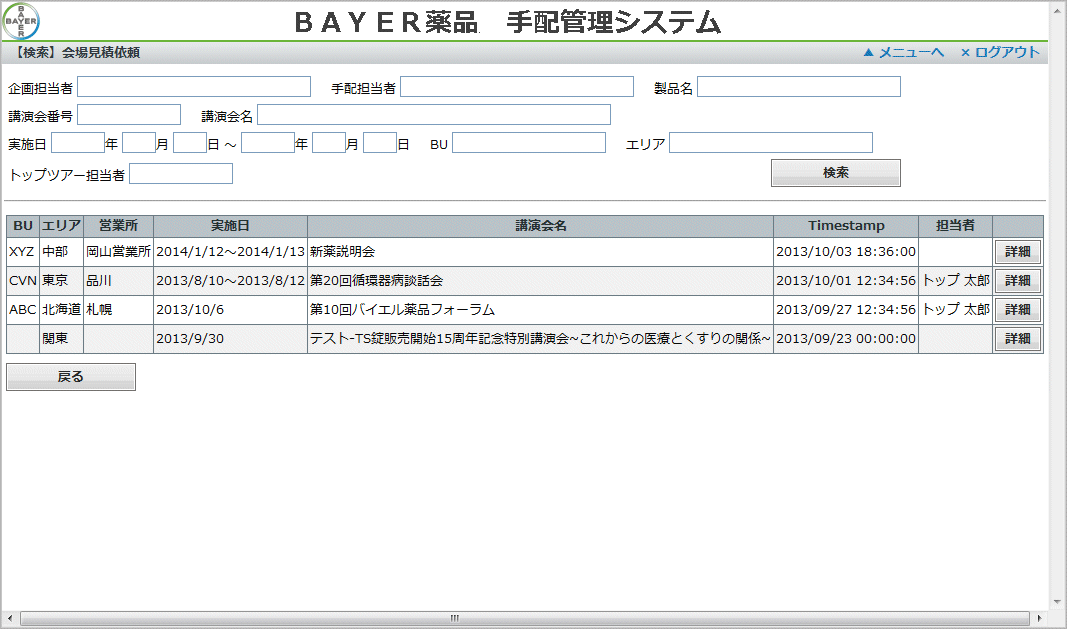 BAYER
BAYER
ＢＡＹＥＲ薬品　手配管理システム
【検索】会場見積依頼 ▲ メニューへ × ログアウト
企画担当者 手配担当者 製品名
講演会番号 講演会名
実施日 年 月 日 ～ 年 月 日 BU エリア
トップツアー担当者 検索
BU エリア 営業所 実施日 講演会名 Timestamp 担当者
XYZ 中部 岡山営業所 2014/1/12～2014/1/13 新薬説明会 2013/10/03 18:36:00 詳細
CVN 東京 品川 2013/8/10～2013/8/12 第20回循環器病談話会 2013/10/01 12:34:56 トップ 太郎 詳細
ABC 北海道 札幌 2013/10/6 第10回バイエル薬品フォーラム 2013/09/27 12:34:56 トップ 太郎 詳細
関東 2013/9/30 テスト-TS錠販売開始15周年記念特別講演会~これからの医療とくすりの関係~ 2013/09/23 00:00:00 詳細
戻る